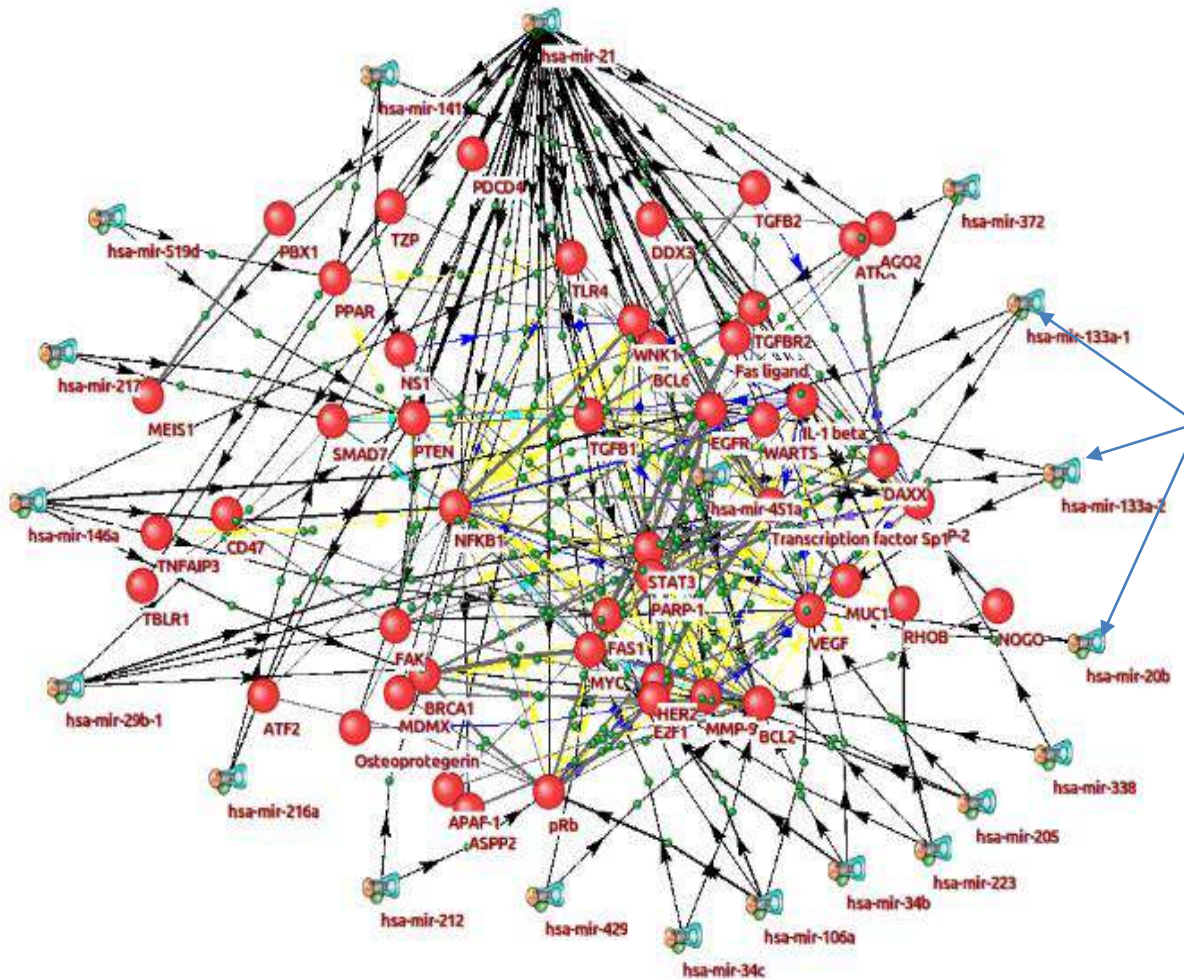 hsa-mir-21
hsa-mir-141
PDCD4
hsa-mir-372
TGFB2
TZP
hsa-mir-519d
PBX1
DDX3
AGO2
TLR4
PPAR
hsa-mir-133a-1
TGFBR2
WNK1
Fas ligand
hsa-mir-217
NS1
BCL6
MEIS1
IL-1 beta
SMAD7
PTEN
TGFB1
EGFR
WARTS
DAXX
hsa-mir-451a
hsa-mir-133a-2
hsa-mir-146a
CD47
NFKB1
Transcription factor Sp1
TNFAIP3
STAT3
TBLR1
PARP-1
MUC1
RHOB
NOGO
FAS1
VEGF
FAK
hsa-mir-20b
MYC
hsa-mir-29b-1
ATF2
BRCA1
MDMX
HER2
E2F1
MMP-9
BCL2
Osteoprotegerin
hsa-mir-338
hsa-mir-216a
APAF-1
pRb
ASPP2
hsa-mir-205
hsa-mir-223
hsa-mir-34b
hsa-mir-212
hsa-mir-429
hsa-mir-106a
hsa-mir-34c